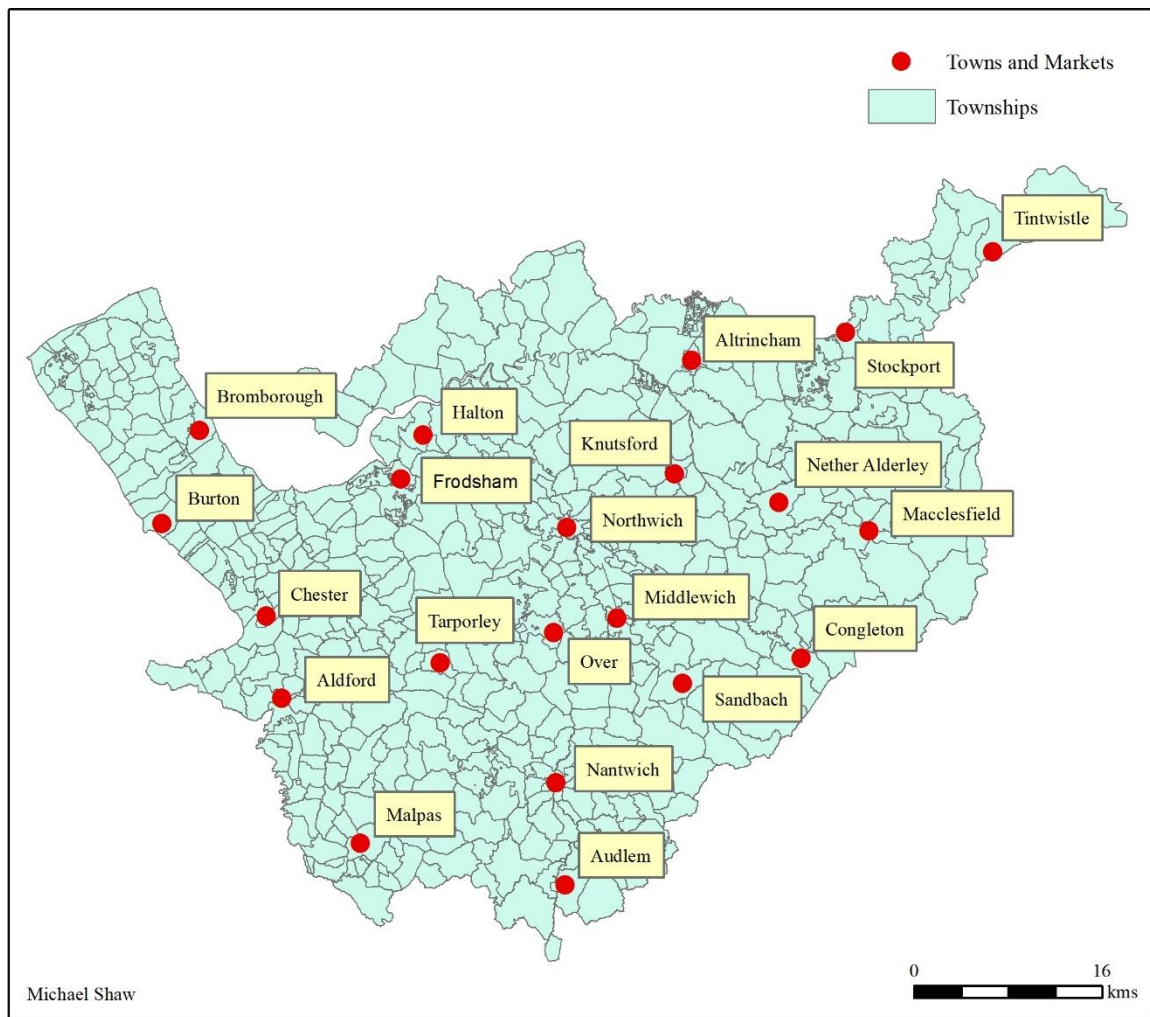 Towns and Markets
Townships
Tintwistle
Altrincham
Stockport
Bromborough
Halton
Knutsford
Nether Alderley
Frodsham
Burton
Northwich
Macclesfield
Chester
Middlewich
Tarporley
Congleton
Over
Aldford
Sandbach
Nantwich
Malpas
Audlem
0 16
kms
Michael Shaw